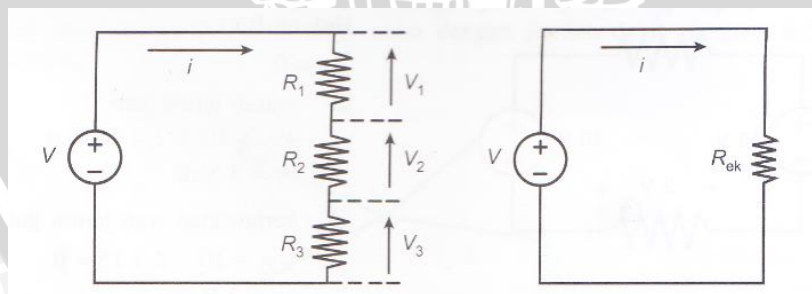 i
R1
V1
V
+
−
R2
V2
R3
V3
i
V
+
−
Rek